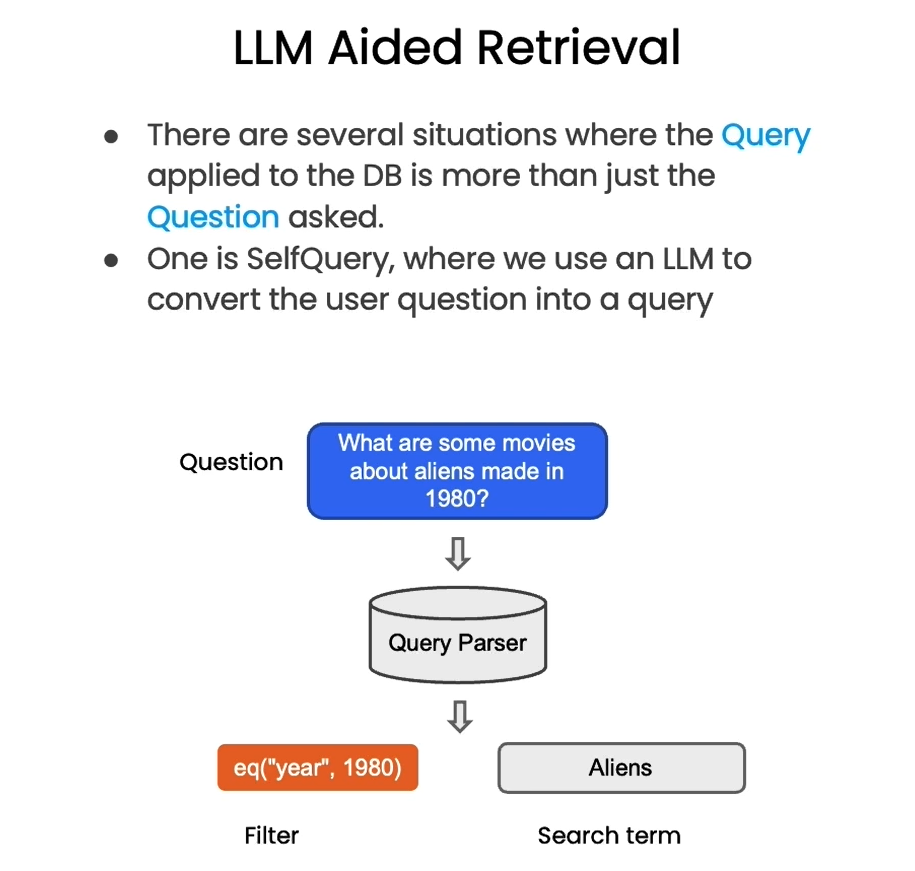 LLM Aided Retrieval
● There are several situations where the Query
applied to the DB is more than just the
Question asked.
● One is SelfQuery, where we use an LLM to
convert the user question into a query
Question
What are some movies
about aliens made in
1980?
Query Parser
eq("year", 1980)
Aliens
Filter
Search term